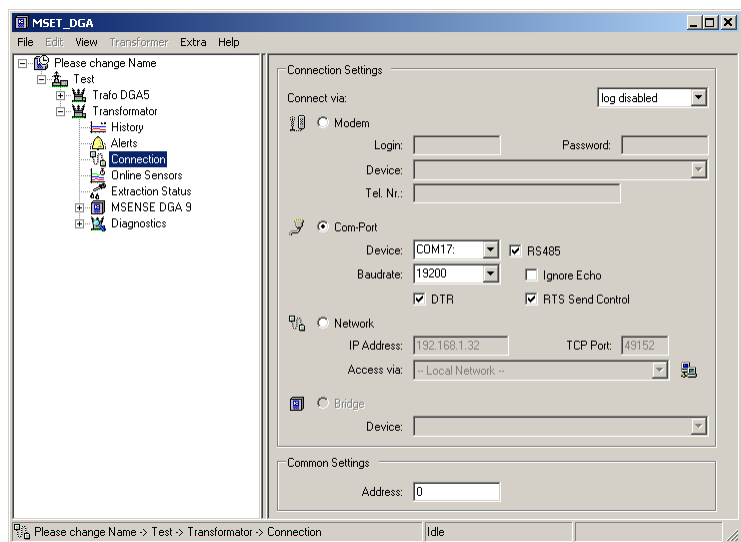 MSET_DGA
File Edit View Transformer Extra Help
Please change Name
Test
Trafo DGA5
Transformator
History
Alerts
Connection
Online Sensors
Extraction Status
MSENSE DGA 9
Diagnostics
Connection Settings
Connect via: log disabled
Modem
Login: Password:
Device:
Tel. Nr.:
Com-Port
Device: COM17: RS485
Baudrate: 19200 Ignore Echo
DTR RTS Send Control
Network
IP Address: 192.168.1.32 TCP Port: 49152
Access via: -- Local Network --
Bridge
Device:
Common Settings
Address: 0
Please change Name -> Test -> Transformator -> Connection Idle